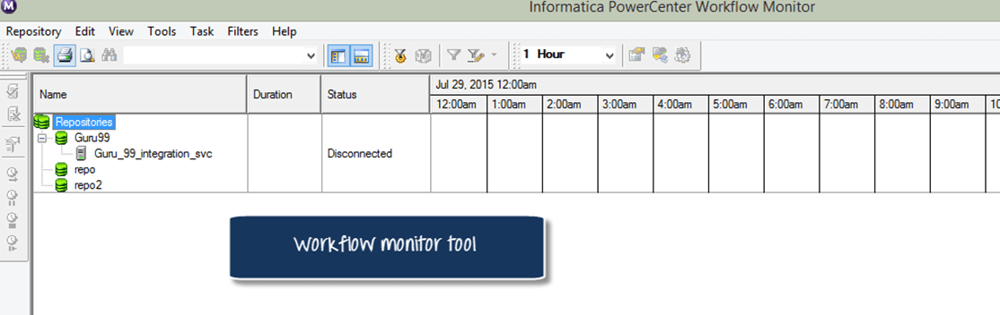 Informatica PowerCenter Workflow Monitor
Repository Edit View Tools Task Filters Help
1 Hour
Name Duration Status Jul 29, 2015 12:00am
12:00am 1:00am 2:00am 3:00am 4:00am 5:00am 6:00am 7:00am 8:00am 9:00am 10
Repositories
Guru99
Guru_99_integration_svc Disconnected
repo
repo2
Workflow monitor tool